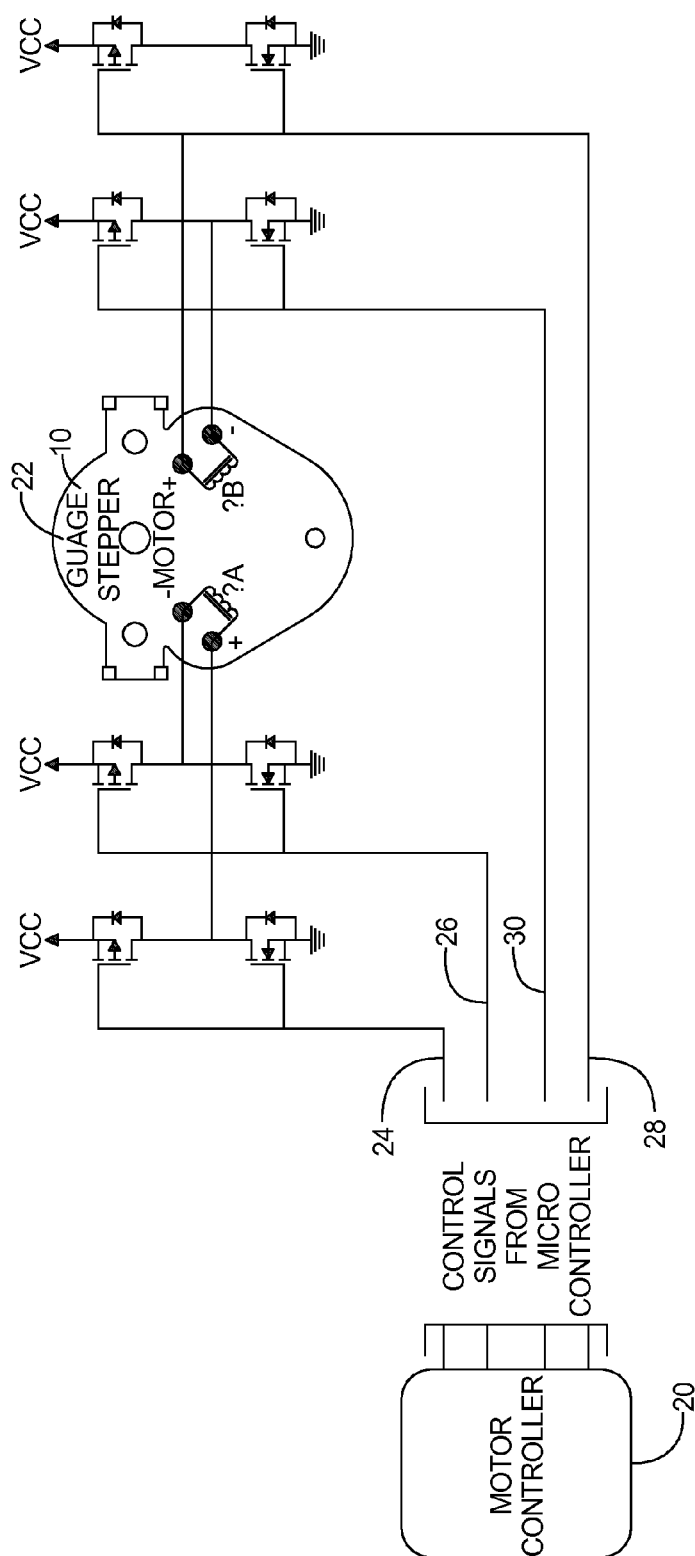 VCC
VCC
VCC
VCC
22
10
GUAGE
STEPPER
-MOTOR+
+
?A
?B
-
24
26
30
28
CONTROL
SIGNALS
FROM
MICRO
CONTROLLER
MOTOR
CONTROLLER
20